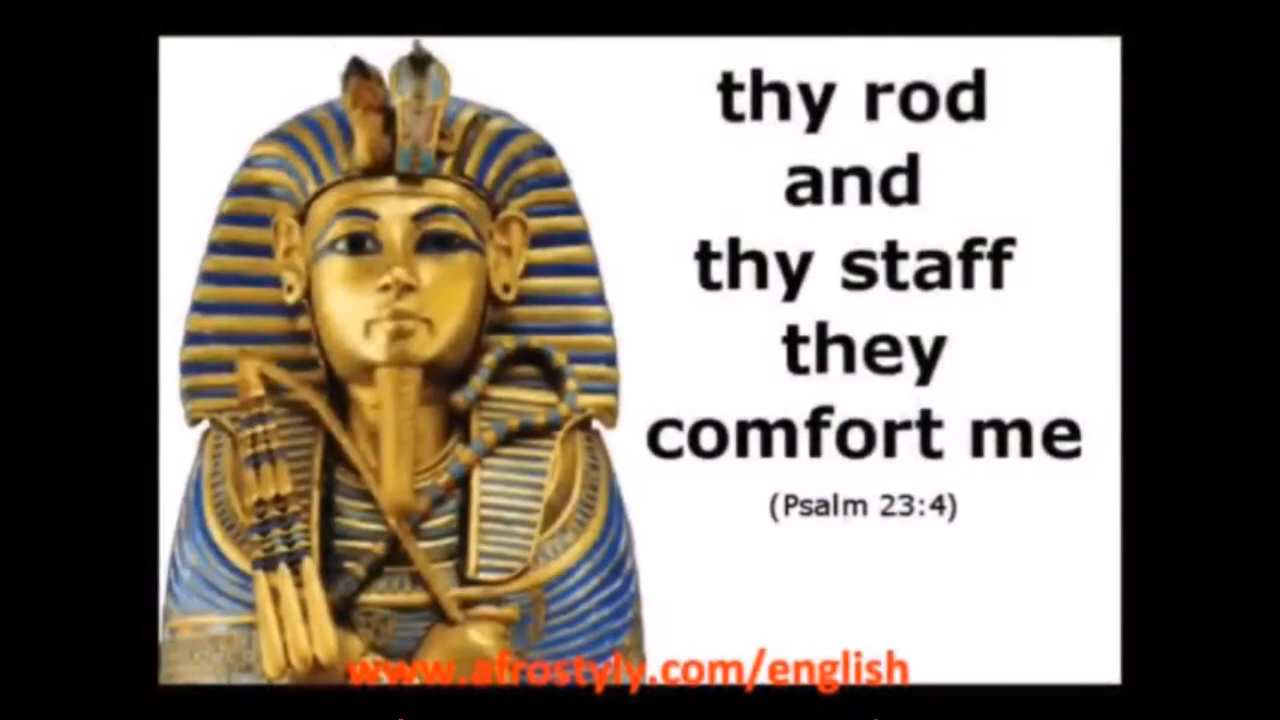 thy rod
and
thy staff
they
comfort me
(Psalm 23:4)
www.afrostyly.com/english